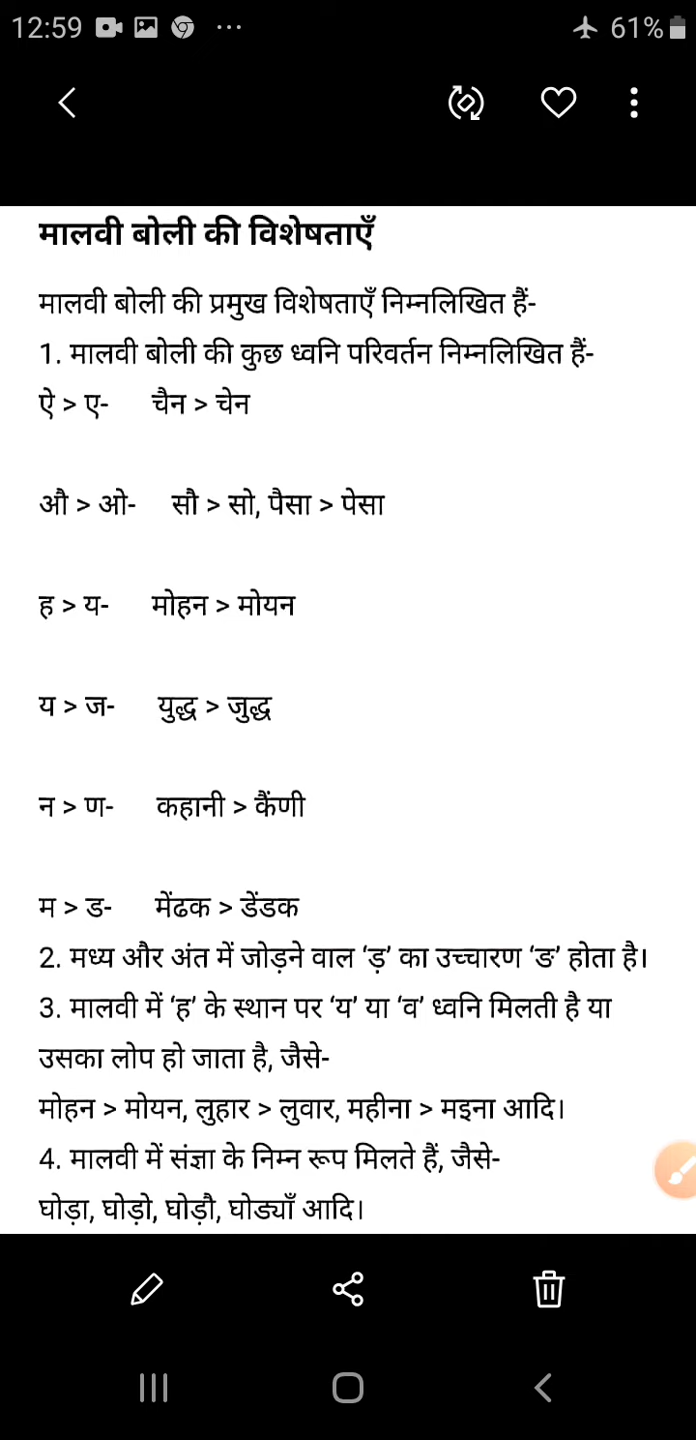 12:59 ... 61%
मालवी बोली की विशेषताएँ
मालवी बोली की प्रमुख विशेषताएँ निम्नलिखित हैं-
1. मालवी बोली की कुछ ध्वनि परिवर्तन निम्नलिखित हैं-
ऐ > ए- चैन > चेन
औ > ओ- सौ > सो, पैसा > पेसा
ह > य- मोहन > मोयन
य > ज- युद्ध > जुद्ध
न > ण- कहानी > कैंणी
म > ड- मेंढक > डेंडक
2. मध्य और अंत में जोड़ने वाल ‘ड़’ का उच्चारण ‘ङ’ होता है।
3. मालवी में ‘ह’ के स्थान पर ‘य’ या ‘व’ ध्वनि मिलती है या
उसका लोप हो जाता है, जैसे-
मोहन > मोयन, लुहार > लुवार, महीना > मइना आदि।
4. मालवी में संज्ञा के निम्न रूप मिलते हैं, जैसे-
घोड़ा, घोड़ो, घोड़ौ, घोड्याँ आदि।